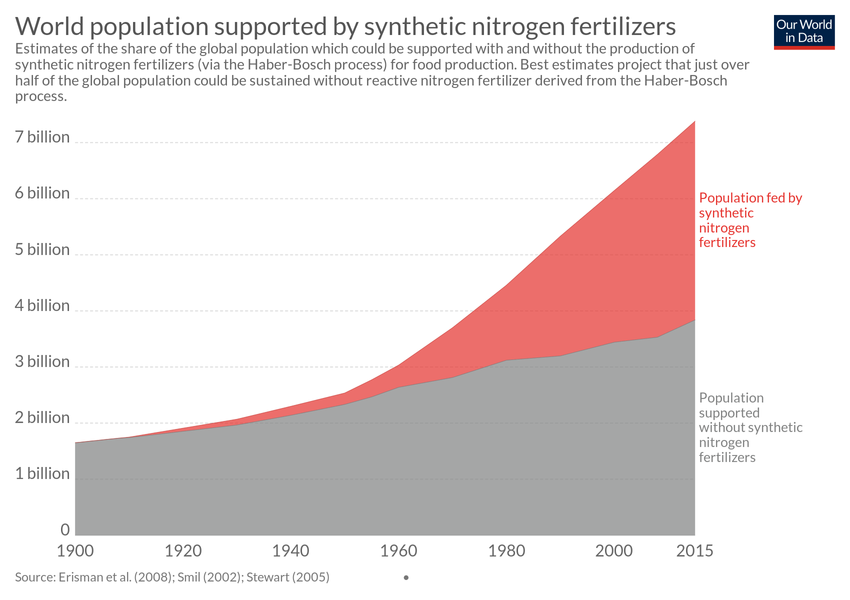 World population supported by synthetic nitrogen fertilizers
Our World
in Data
Estimates of the share of the global population which could be supported with and without the production of
synthetic nitrogen fertilizers (via the Haber-Bosch process) for food production. Best estimates project that just over
half of the global population could be sustained without reactive nitrogen fertilizer derived from the Haber-Bosch
process.
7 billion
6 billion
5 billion
4 billion
3 billion
2 billion
1 billion
0
Population fed by
synthetic
nitrogen
fertilizers
Population
supported
without synthetic
nitrogen
fertilizers
1900
1920
1940
1960
1980
2000
2015
Source: Erisman et al. (2008); Smil (2002); Stewart (2005)